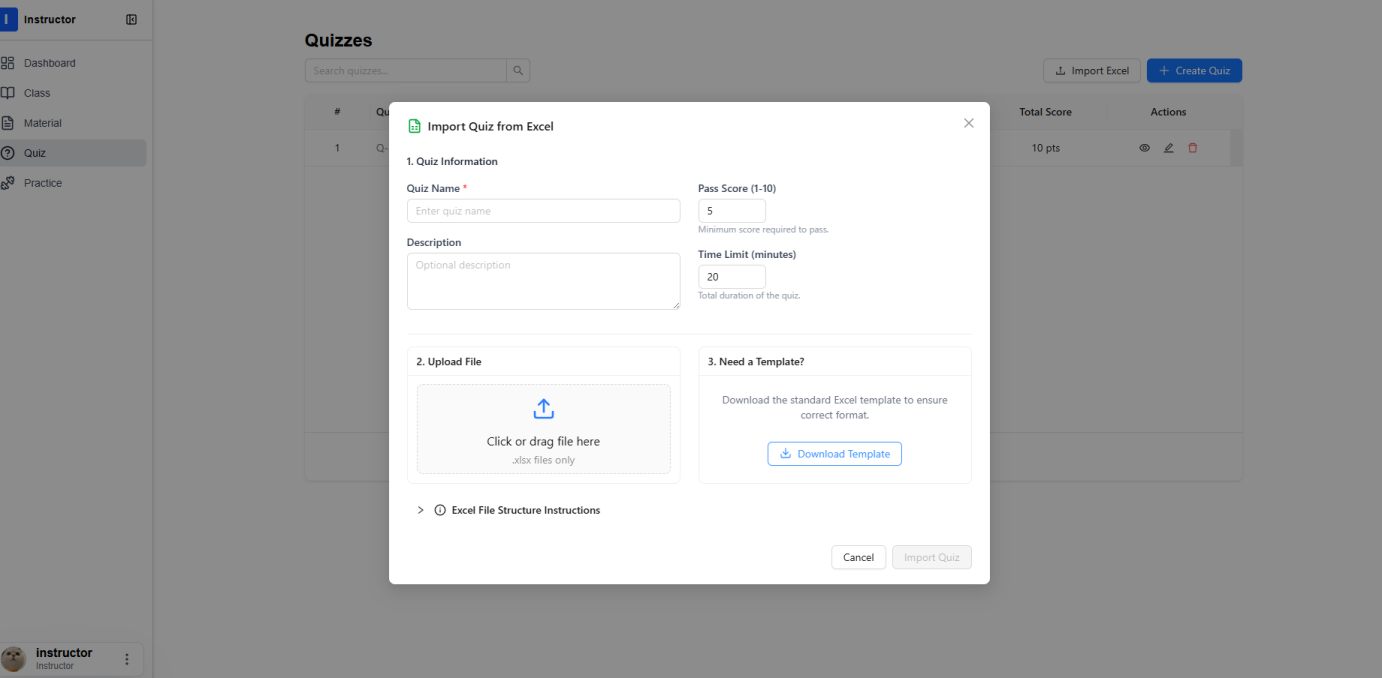 I Instructor
Dashboard
Class
Material
Quiz
Practice
instructor
Instructor
Quizzes
Search quizzes...
Import Excel
Create Quiz
# Qu Total Score Actions
1 Q- 10 pts
Import Quiz from Excel
1. Quiz Information
Quiz Name *
Enter quiz name
Description
Optional description
Pass Score (1-10)
5
Minimum score required to pass.
Time Limit (minutes)
20
Total duration of the quiz.
2. Upload File
Click or drag file here
.xlsx files only
3. Need a Template?
Download the standard Excel template to ensure
correct format.
Download Template
Excel File Structure Instructions
Cancel
Import Quiz